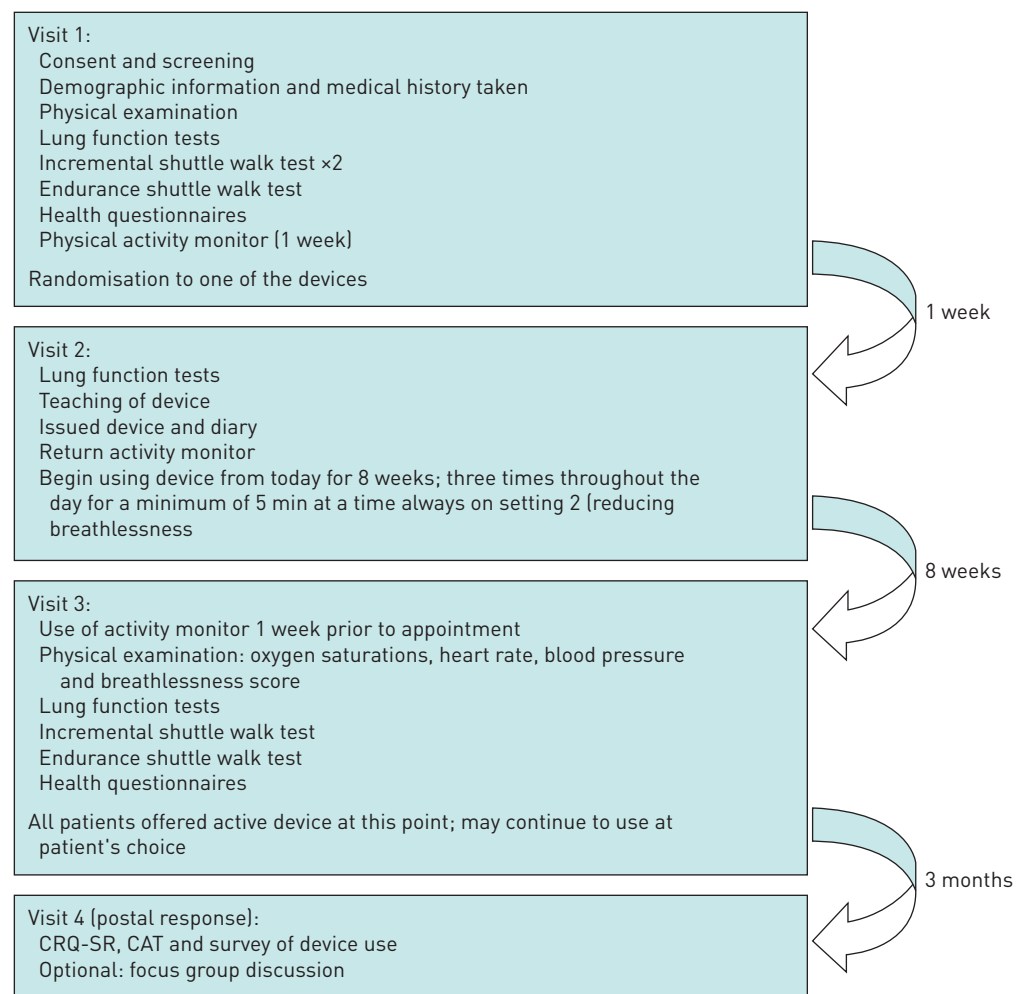 Visit 1:
Consent and screening
Demographic information and medical history taken
Physical examination
Lung function tests
Incremental shuttle walk test ×2
Endurance shuttle walk test
Health questionnaires
Physical activity monitor (1 week)
Randomisation to one of the devices
1 week
Visit 2:
Lung function tests
Teaching of device
Issued device and diary
Return activity monitor
Begin using device from today for 8 weeks; three times throughout the
day for a minimum of 5 min at a time always on setting 2 (reducing
breathlessness
8 weeks
Visit 3:
Use of activity monitor 1 week prior to appointment
Physical examination: oxygen saturations, heart rate, blood pressure
and breathlessness score
Lung function tests
Incremental shuttle walk test
Endurance shuttle walk test
Health questionnaires
All patients offered active device at this point; may continue to use at
patient's choice
3 months
Visit 4 (postal response):
CRQ-SR, CAT and survey of device use
Optional: focus group discussion